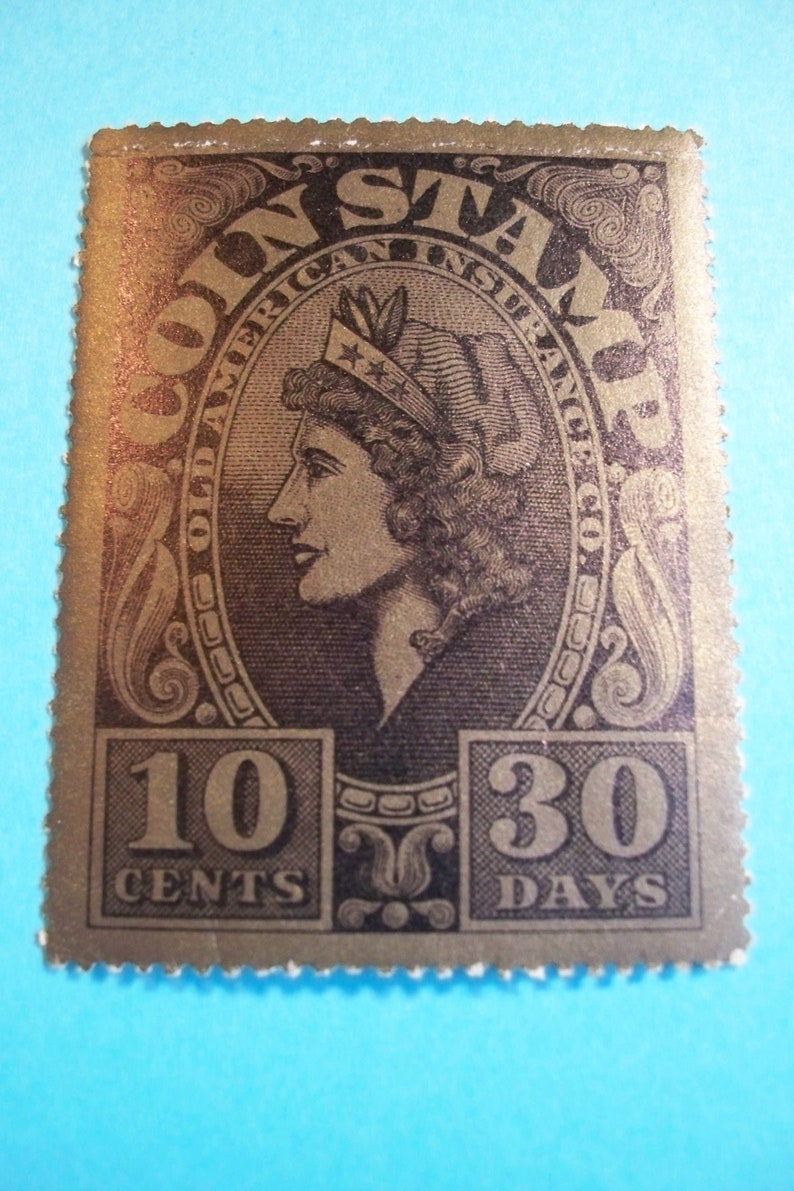 COIN STAMP
OLD AMERICAN INSURANCE CO.
10
CENTS
30
DAYS